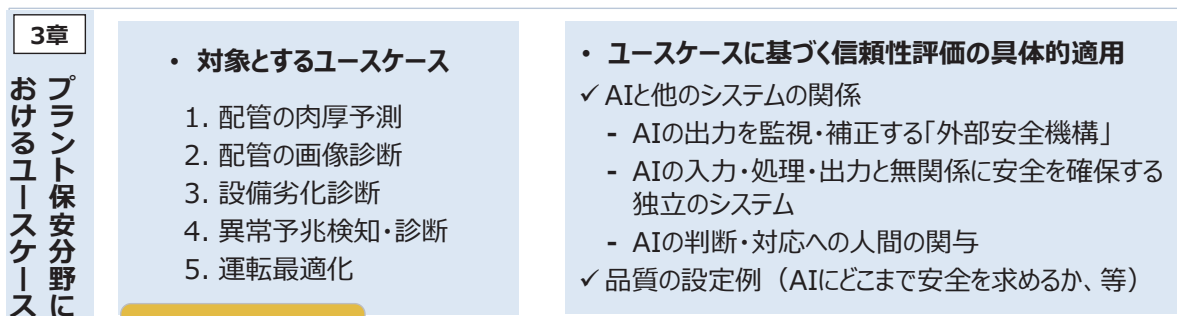 3章
プラント保安分野に
おけるユースケース
• 対象とするユースケース
1. 配管の肉厚予測
2. 配管の画像診断
3. 設備劣化診断
4. 異常予兆検知・診断
5. 運転最適化
• ユースケースに基づく信頼性評価の具体的適用
✓ AIと他のシステムの関係
- AIの出力を監視・補正する「外部安全機構」
- AIの入力・処理・出力と無関係に安全を確保する
独立のシステム
- AIの判断・対応への人間の関与
✓ 品質の設定例（AIにどこまで安全を求めるか、等）